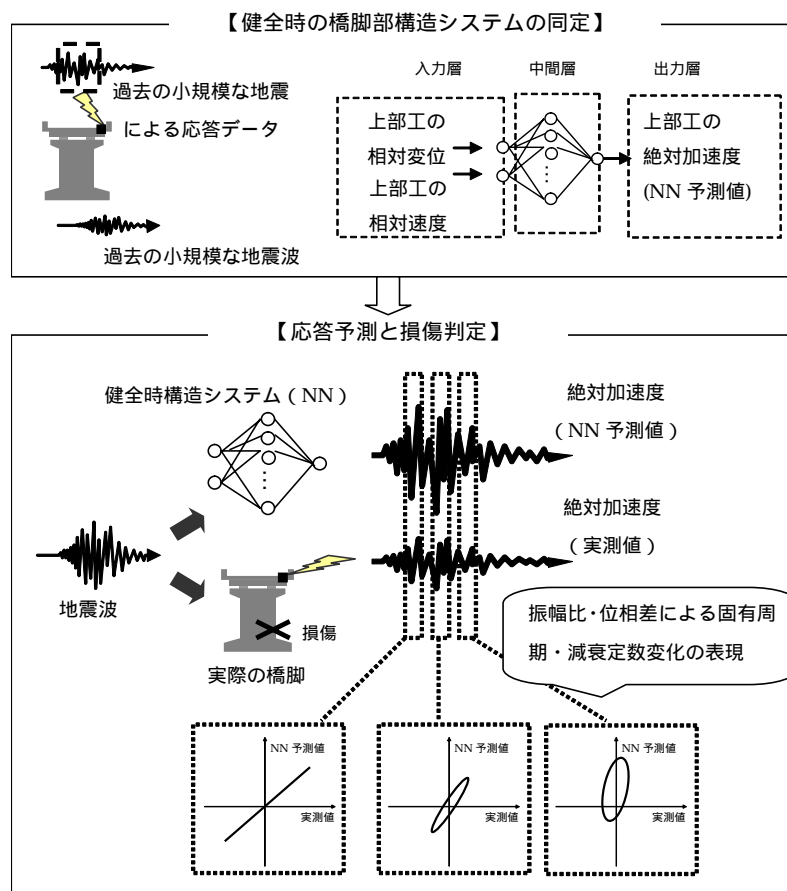 【健全時の橋脚部構造システムの同定】
過去の小規模な地震
による応答データ
過去の小規模な地震波
入力層
中間層
出力層
上部工の
相対変位
上部工の
相対速度
上部工の
絶対加速度
(NN 予測値)
【応答予測と損傷判定】
健全時構造システム（NN）
絶対加速度
（NN 予測値）
絶対加速度
（実測値）
地震波
損傷
実際の橋脚
振幅比・位相差による固有周
期・減衰定数変化の表現
NN 予測値
実測値
NN 予測値
実測値
NN 予測値
実測値